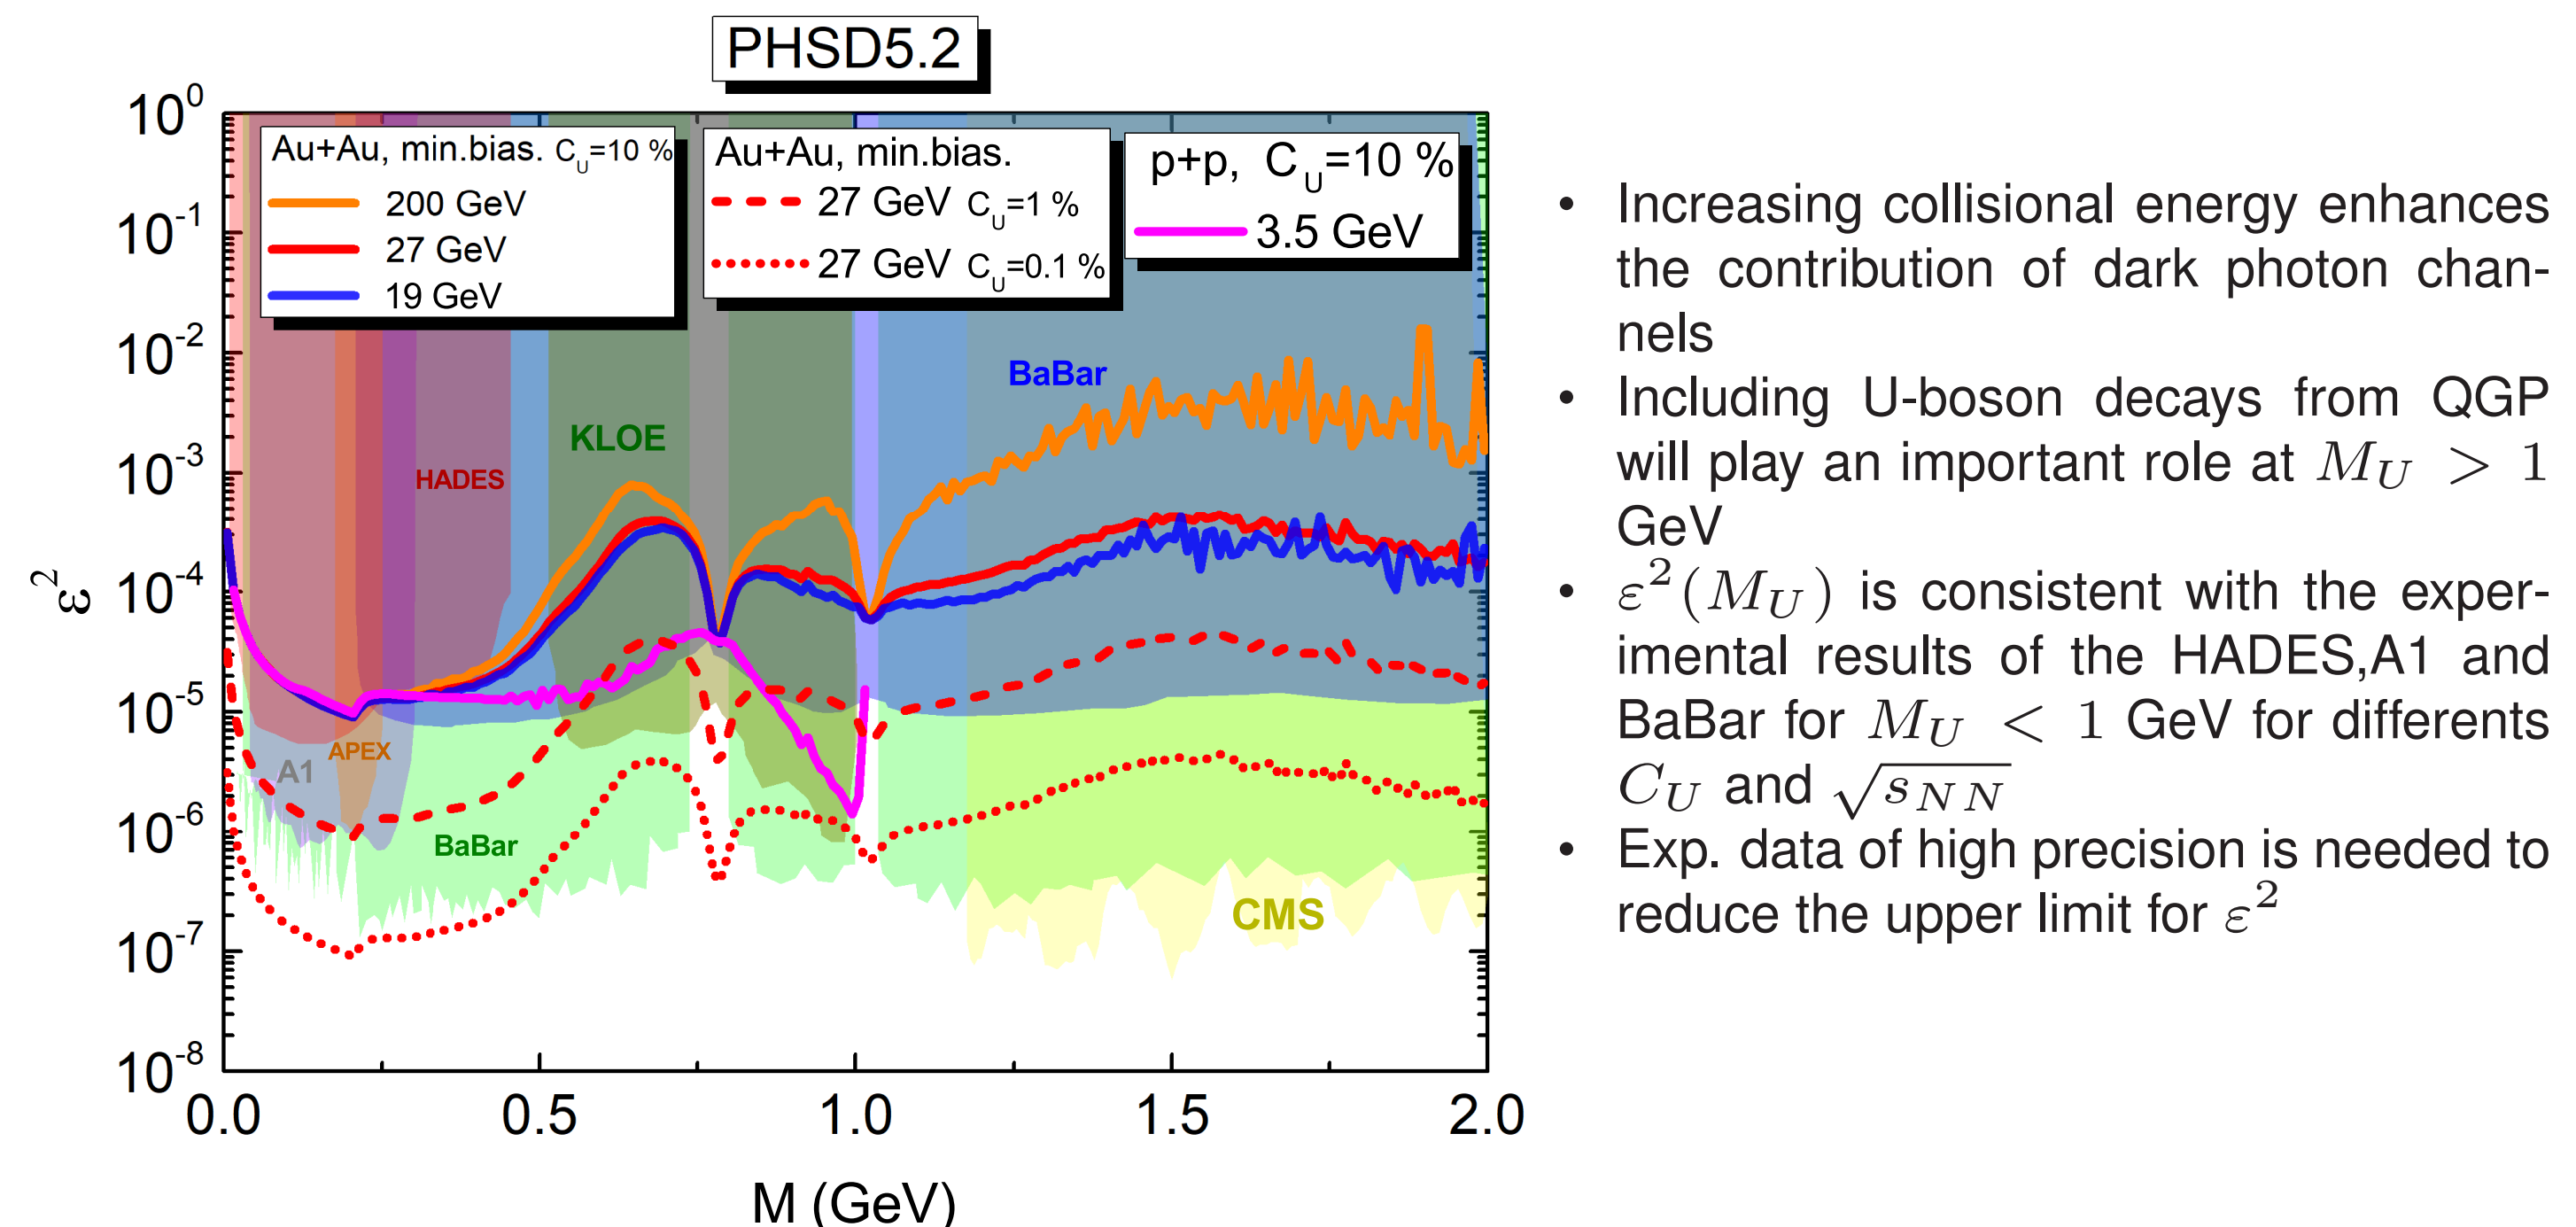 PHSD5.2
10⁰
10⁻¹
10⁻²
10⁻³
10⁻⁴
10⁻⁵
10⁻⁶
10⁻⁷
10⁻⁸
ε²
Au+Au, min.bias. C_U=10 %
200 GeV
27 GeV
19 GeV
Au+Au, min.bias.
27 GeV C_U=1 %
27 GeV C_U=0.1 %
p+p, C_U=10 %
3.5 GeV
BaBar
KLOE
HADES
APEX
A1
BaBar
CMS
0.0 0.5 1.0 1.5 2.0
M (GeV)
• Increasing collisional energy enhances
the contribution of dark photon chan-
nels
• Including U-boson decays from QGP
will play an important role at M_U > 1
GeV
• ε²(M_U) is consistent with the exper-
imental results of the HADES,A1 and
BaBar for M_U < 1 GeV for differents
C_U and √s_NN
• Exp. data of high precision is needed to
reduce the upper limit for ε²